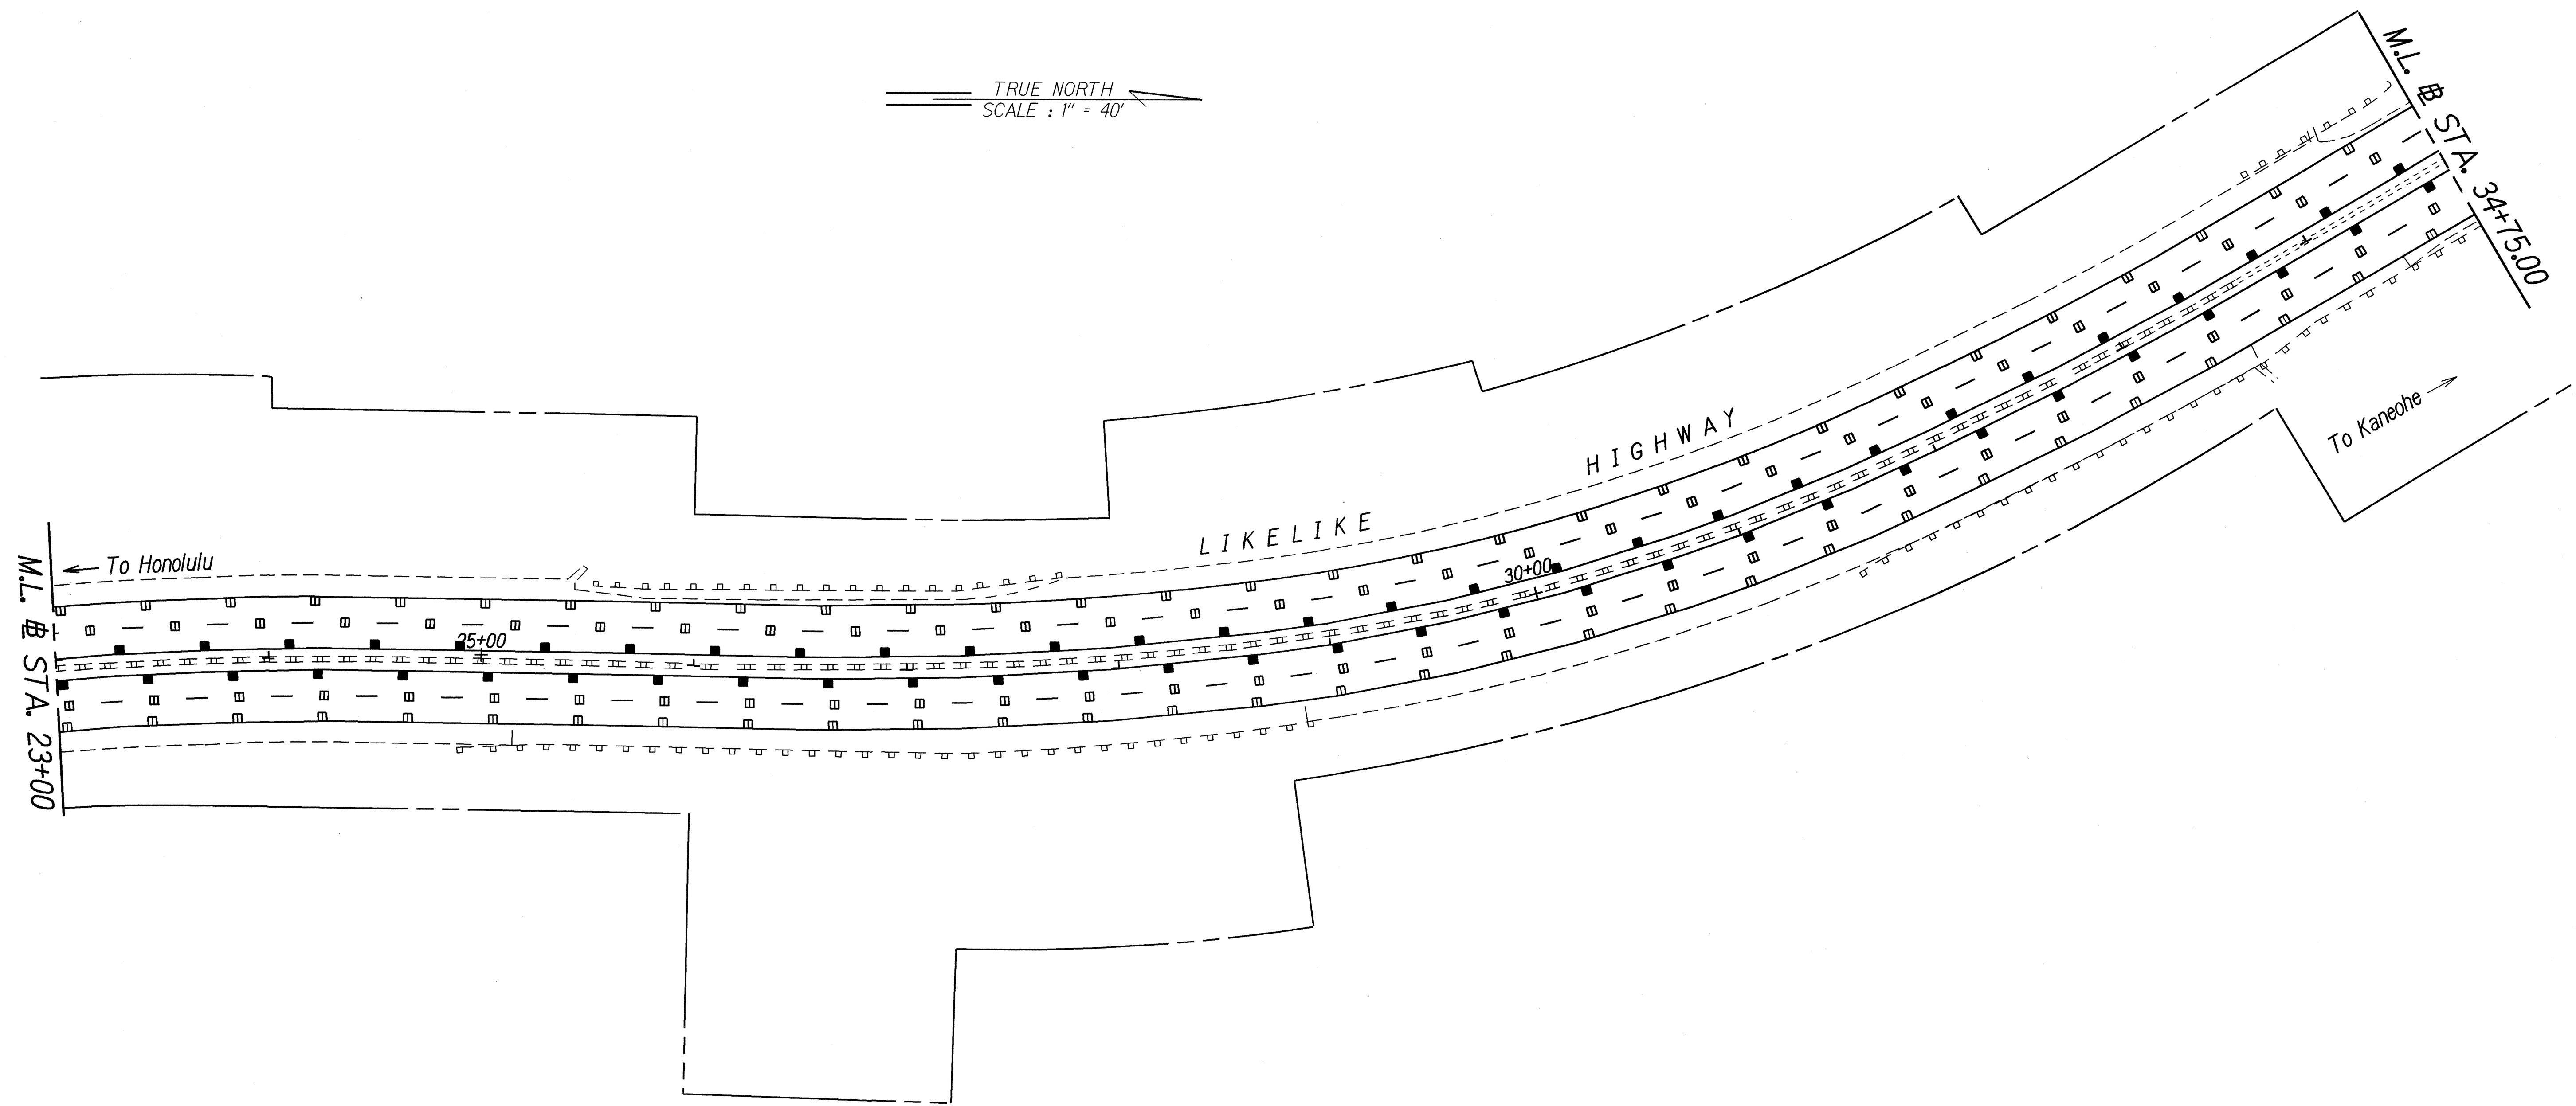 TRUE NORTH
SCALE : 1" = 40'
M.L. ⅊ STA. 34+75.00
To Kaneohe
LIKELIKE HIGHWAY
30+00
To Honolulu
25+00
M.L. ⅊ STA. 23+00